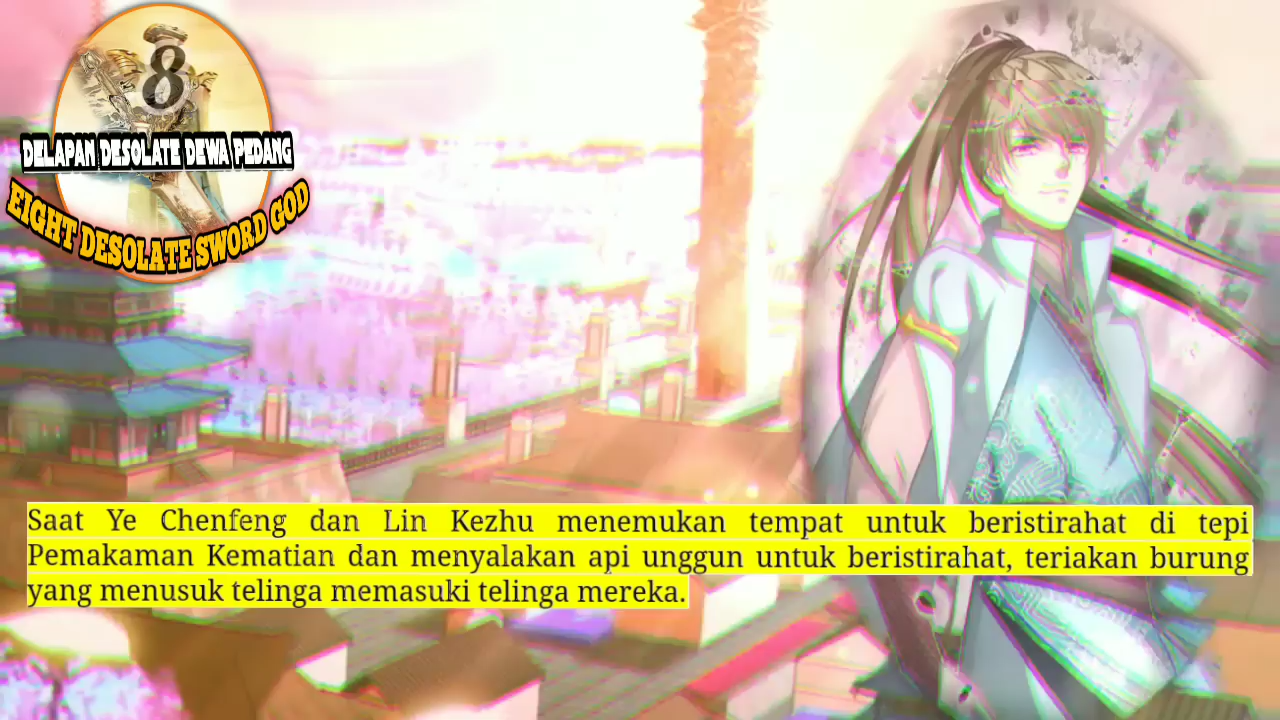 8
DELAPAN DESOLATE DEWA PEDANG
EIGHT DESOLATE SWORD GOD
Saat Ye Chenfeng dan Lin Kezhu menemukan tempat untuk beristirahat di tepi
Pemakaman Kematian dan menyalakan api unggun untuk beristirahat, teriakan burung
yang menusuk telinga memasuki telinga mereka.